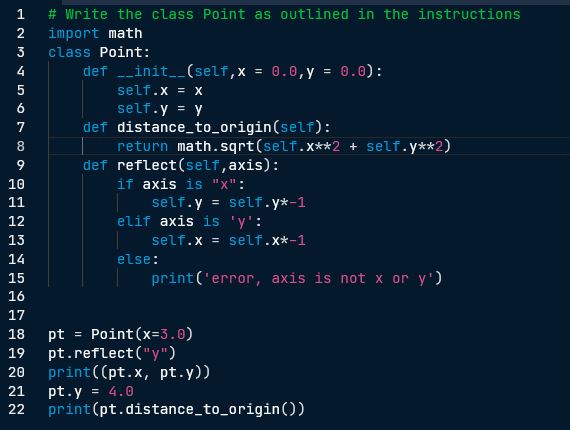 1 # Write the class Point as outlined in the instructions
2 import math
3 class Point:
4     def __init__(self,x = 0.0,y = 0.0):
5         self.x = x
6         self.y = y
7     def distance_to_origin(self):
8         return math.sqrt(self.x**2 + self.y**2)
9     def reflect(self,axis):
10         if axis is "x":
11             self.y = self.y*-1
12         elif axis is 'y':
13             self.x = self.x*-1
14         else:
15             print('error, axis is not x or y')
16
17
18 pt = Point(x=3.0)
19 pt.reflect("y")
20 print((pt.x, pt.y))
21 pt.y = 4.0
22 print(pt.distance_to_origin())